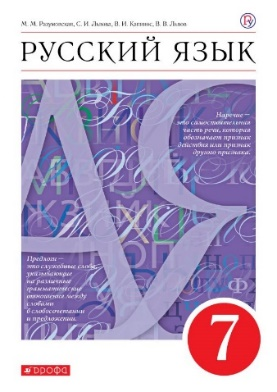 М. М. Разумовская, С. И. Львова, В. И. Капинос, В. В. Львов
РУССКИЙ ЯЗЫК
Наречие —
это самостоятельная
часть речи, которая
обозначает признак
действия или признак
другого признака.
Предлоги —
это служебные слова,
указывающие
на различные
грамматические
отношения между
словами
в словосочетании
и предложении.
7
дрофа